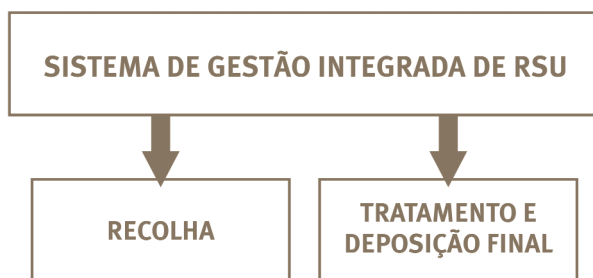 SISTEMA DE GESTÃO INTEGRADA DE RSU
RECOLHA
TRATAMENTO E
DEPOSIÇÃO FINAL